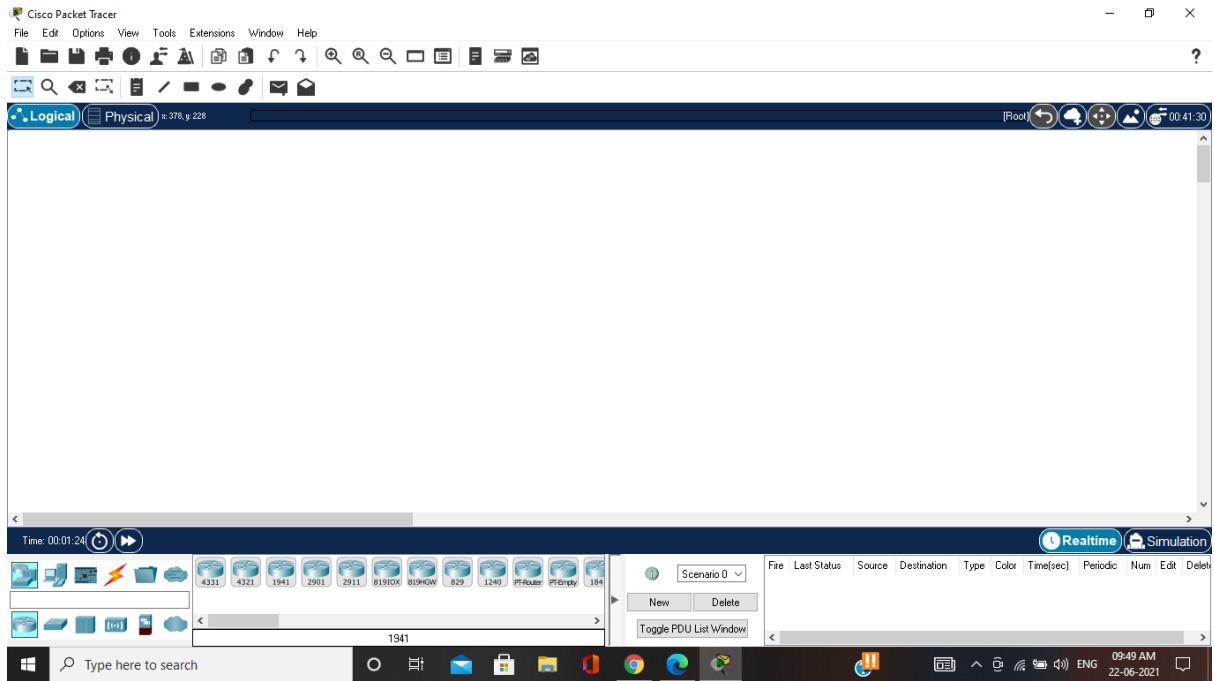 Cisco Packet Tracer
File Edit Options View Tools Extensions Window Help
?
Logical Physical x: 378, y: 228 [Root] 00:41:30
Time: 00:01:24 Realtime Simulation
4331 4321 1941 2901 2911 819IOX 819HGW 829 1240 PT-Router PT-Empty 184
1941
Scenario 0
New Delete
Toggle PDU List Window
Fire Last Status Source Destination Type Color Time(sec) Periodic Num Edit Delet
Type here to search
ENG
09:49 AM
22-06-2021